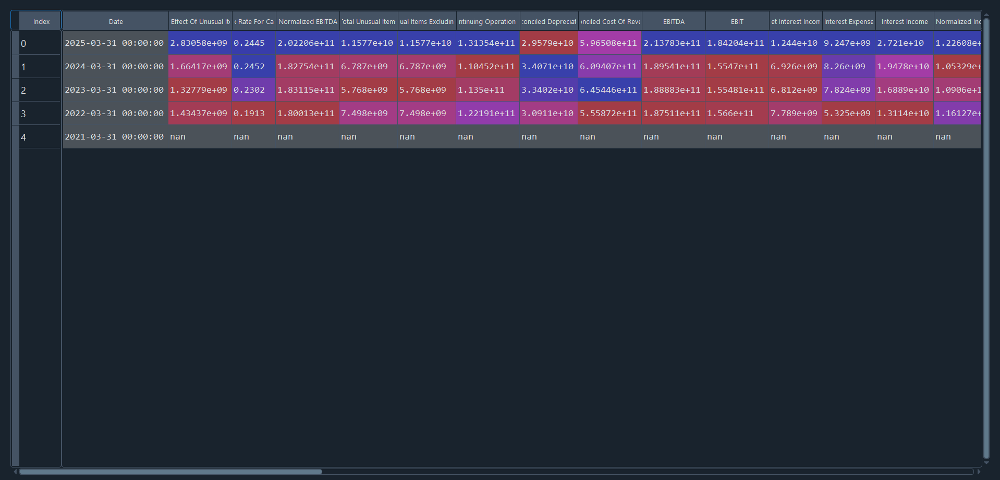 Index Date Effect Of Unusual Rate For Ca Normalized EBITDA otal Unusual Item ual Items Excludin ntinuing Operation onciled Depreciat nciled Cost Of Reve EBITDA EBIT et Interest Incom Interest Expense Interest Income Normalized Inc
0 2025-03-31 00:00:00 2.83058e+09 0.2445 2.02206e+11 1.1577e+10 1.1577e+10 1.31354e+11 2.9579e+10 5.96508e+11 2.13783e+11 1.84204e+11 1.244e+10 9.247e+09 2.721e+10 1.22608e+
1 2024-03-31 00:00:00 1.66417e+09 0.2452 1.82754e+11 6.787e+09 6.787e+09 1.10452e+11 3.4071e+10 6.09407e+11 1.89541e+11 1.5547e+11 6.926e+09 8.26e+09 1.9478e+10 1.05329e+
2 2023-03-31 00:00:00 1.32779e+09 0.2302 1.83115e+11 5.768e+09 5.768e+09 1.135e+11 3.3402e+10 6.45446e+11 1.88883e+11 1.55481e+11 6.812e+09 7.824e+09 1.6889e+10 1.0906e+1
3 2022-03-31 00:00:00 1.43437e+09 0.1913 1.80013e+11 7.498e+09 7.498e+09 1.22191e+11 3.0911e+10 5.55872e+11 1.87511e+11 1.566e+11 7.789e+09 5.325e+09 1.3114e+10 1.16127e+
4 2021-03-31 00:00:00 nan nan nan nan nan nan nan nan nan nan nan nan nan nan